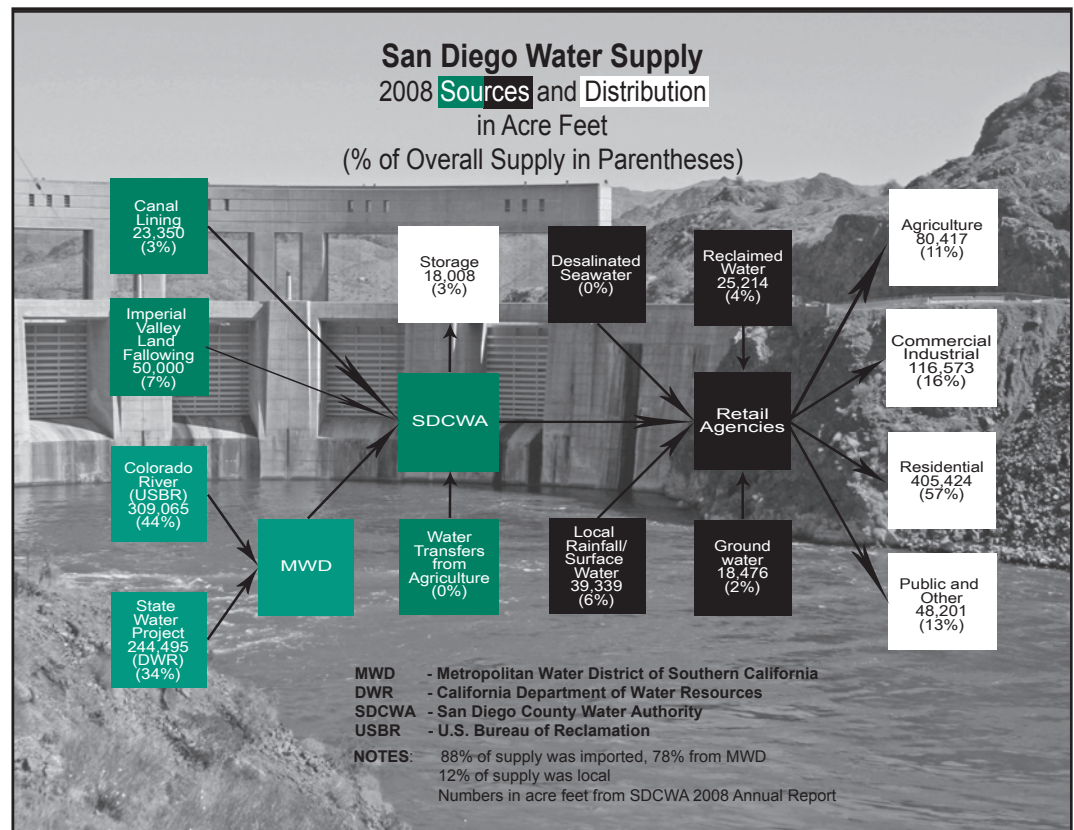 San Diego Water Supply
2008 Sources and Distribution
in Acre Feet
(% of Overall Supply in Parentheses)
Canal
Lining
23,350
(3%)
Storage
18,008
(3%)
Desalinated
Seawater
(0%)
Reclaimed
Water
25,214
(4%)
Agriculture
80,417
(11%)
Imperial
Valley
Land
Fallowing
50,000
(7%)
SDCWA
Retail
Agencies
Commercial
Industrial
116,573
(16%)
Colorado
River
(USBR)
309,065
(44%)
Residential
405,424
(57%)
MWD
Water
Transfers
from
Agriculture
(0%)
Local
Rainfall/
Surface
Water
39,339
(6%)
Ground
water
18,476
(2%)
Public and
Other
48,201
(13%)
State
Water
Project
244,495
(DWR)
(34%)
MWD - Metropolitan Water District of Southern California
DWR - California Department of Water Resources
SDCWA - San Diego County Water Authority
USBR - U.S. Bureau of Reclamation
NOTES: 88% of supply was imported, 78% from MWD
12% of supply was local
Numbers in acre feet from SDCWA 2008 Annual Report